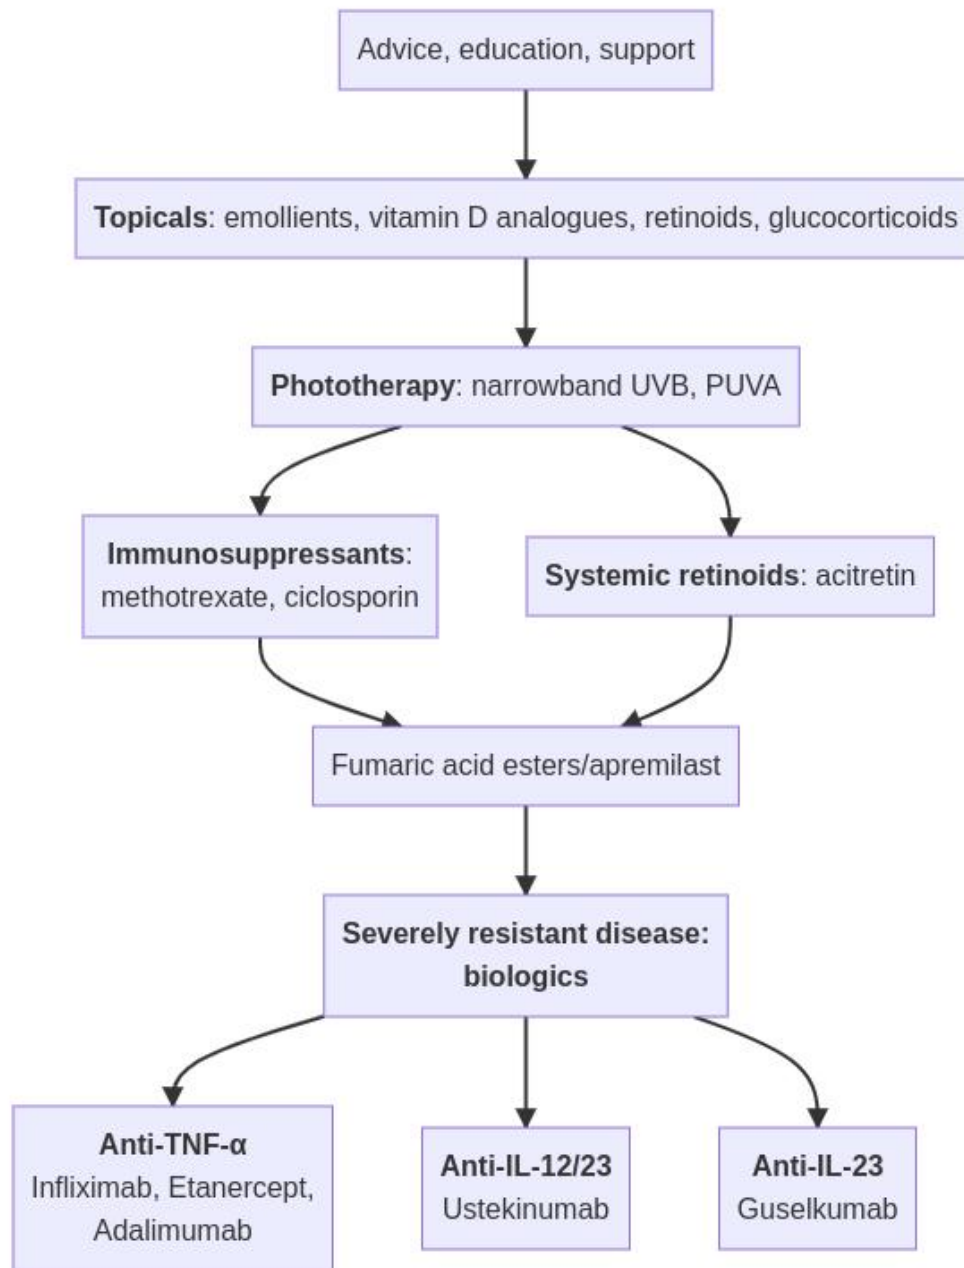 Advice, education, support
Topicals: emollients, vitamin D analogues, retinoids, glucocorticoids
Phototherapy: narrowband UVB, PUVA
Immunosuppressants:
methotrexate, ciclosporin
Systemic retinoids: acitretin
Fumaric acid esters/apremilast
Severely resistant disease:
biologics
Anti-TNF-α
Infliximab, Etanercept,
Adalimumab
Anti-IL-12/23
Ustekinumab
Anti-IL-23
Guselkumab